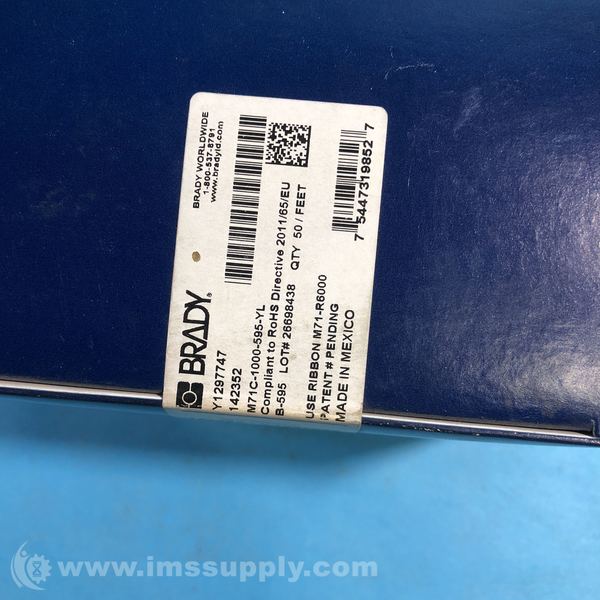 BRADY WORLDWIDE
1-800-537-8791
www.bradyid.com
BRADY.
Y1297747
142352
M71C-1000-595-YL
Compliant to RoHS Directive 2011/65/EU
B-595 LOT# 26698438 QTY 50 / FEET
USE RIBBON M71-R6000
PATENT # PENDING
MADE IN MEXICO
7 54473 19852 7
www.imssupply.com